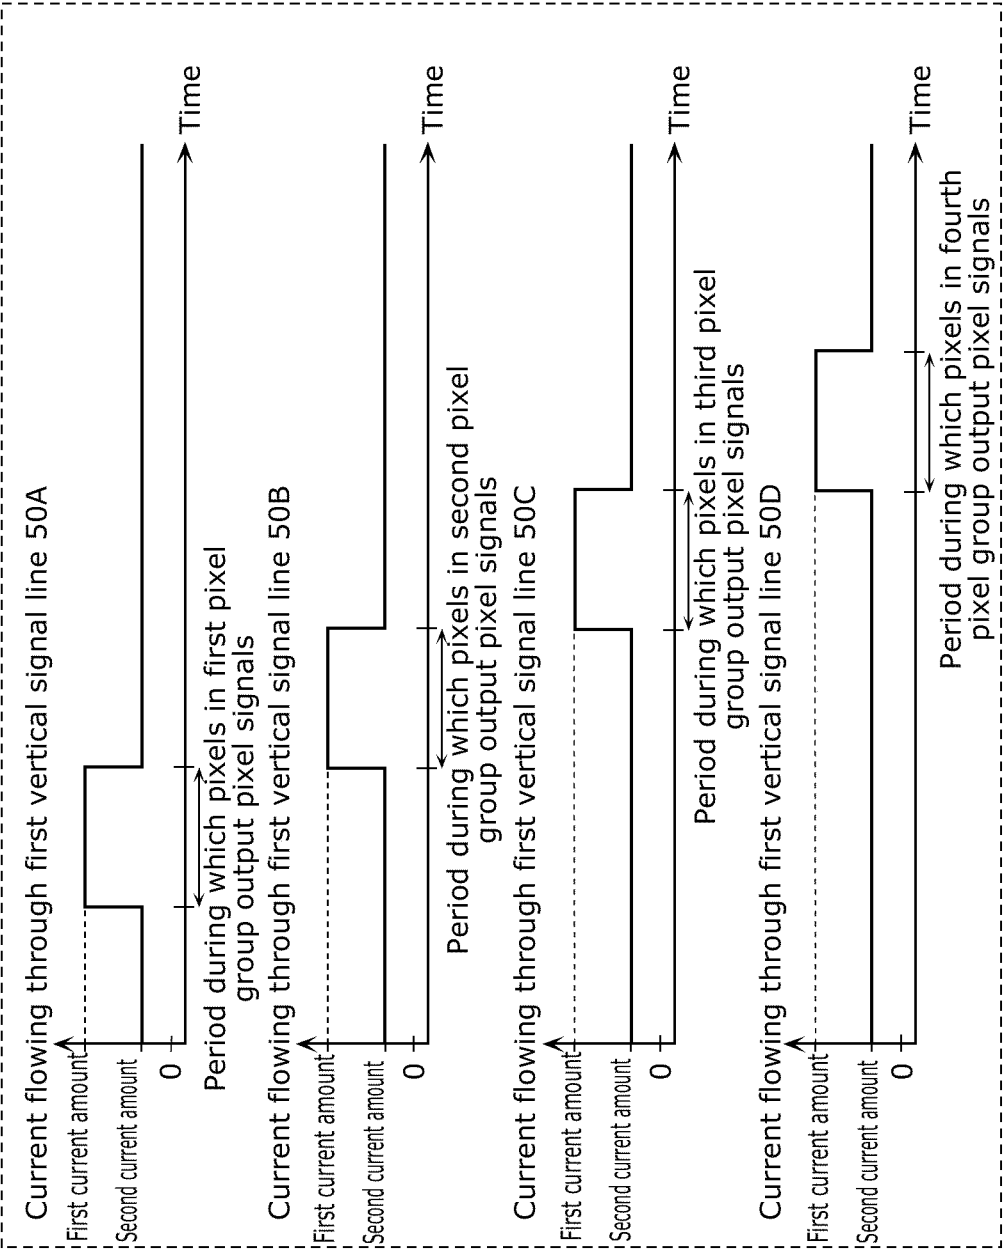 Current flowing through first vertical signal line 50A
First current amount
Second current amount
0
Time
Period during which pixels in first pixel
group output pixel signals
Current flowing through first vertical signal line 50B
First current amount
Second current amount
0
Time
Period during which pixels in second pixel
group output pixel signals
Current flowing through first vertical signal line 50C
First current amount
Second current amount
0
Time
Period during which pixels in third pixel
group output pixel signals
Current flowing through first vertical signal line 50D
First current amount
Second current amount
0
Time
Period during which pixels in fourth
pixel group output pixel signals